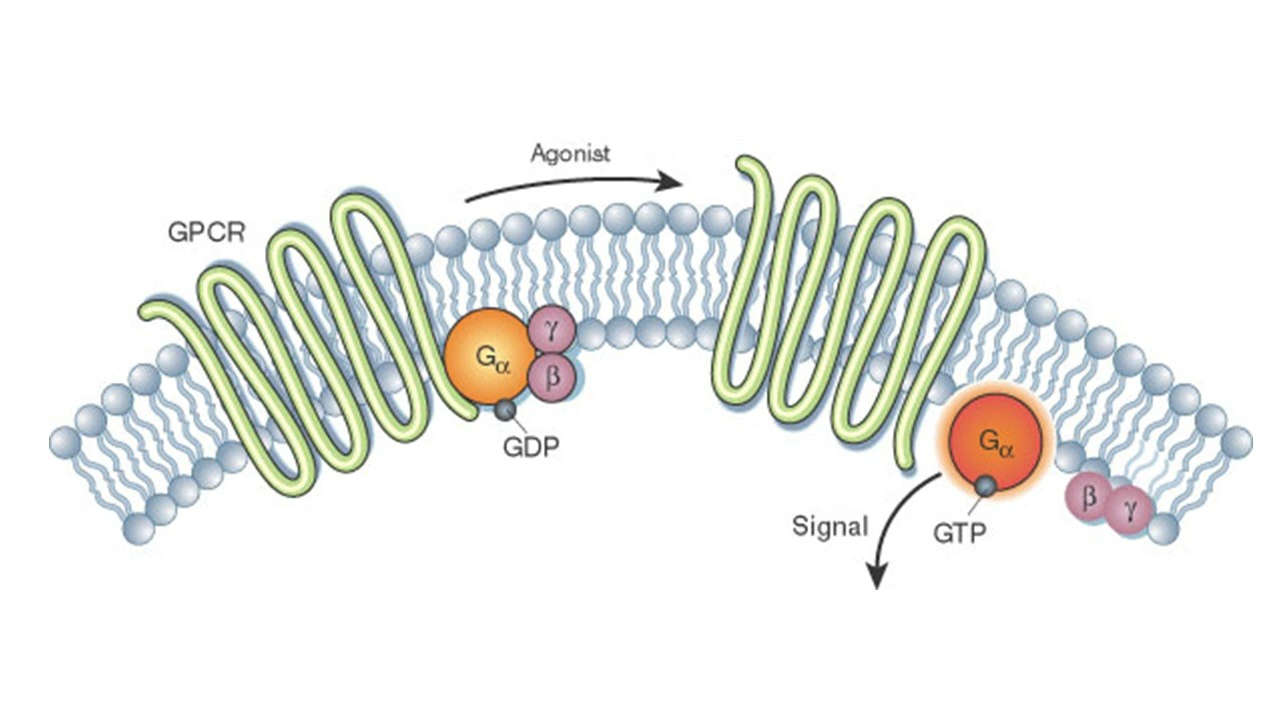 Agonist
GPCR
Gα
γ
β
GDP
Gα
β
γ
Signal
GTP